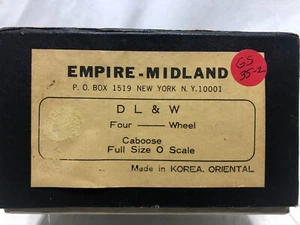 EMPIRE-MIDLAND
P. O. BOX 1519 NEW YORK N.Y.10001
GS
35-2
D L & W
Four —— Wheel
Caboose
Full Size O Scale
Made in KOREA. ORIENTAL